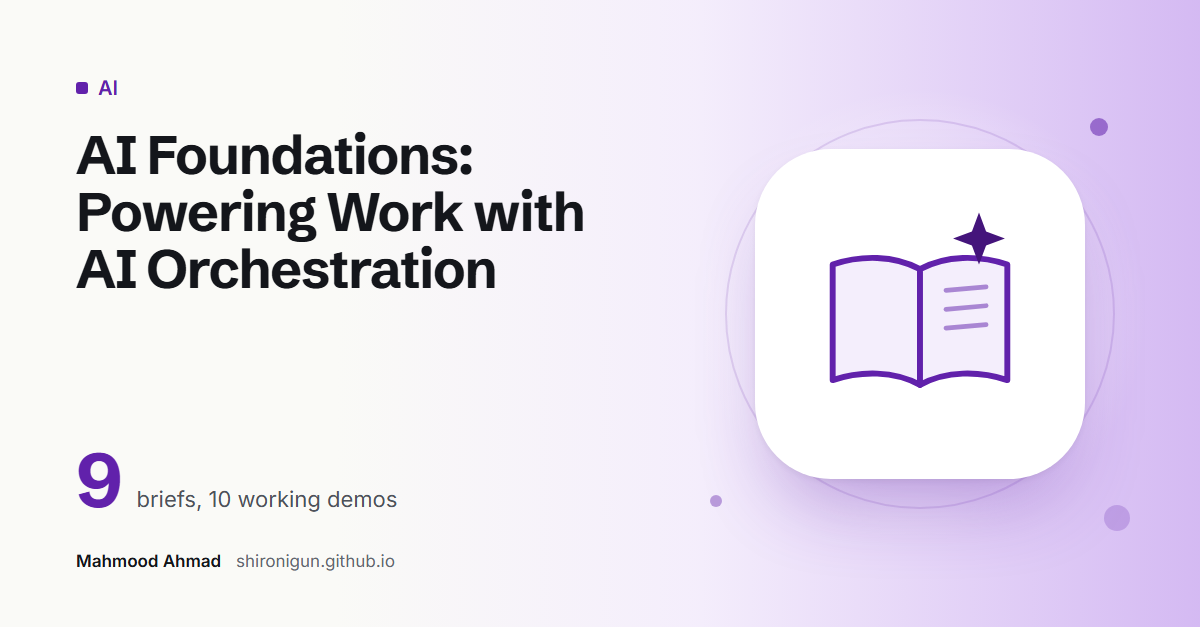 AI
AI Foundations:
Powering Work with
AI Orchestration
9 briefs, 10 working demos
Mahmood Ahmad shironigun.github.io